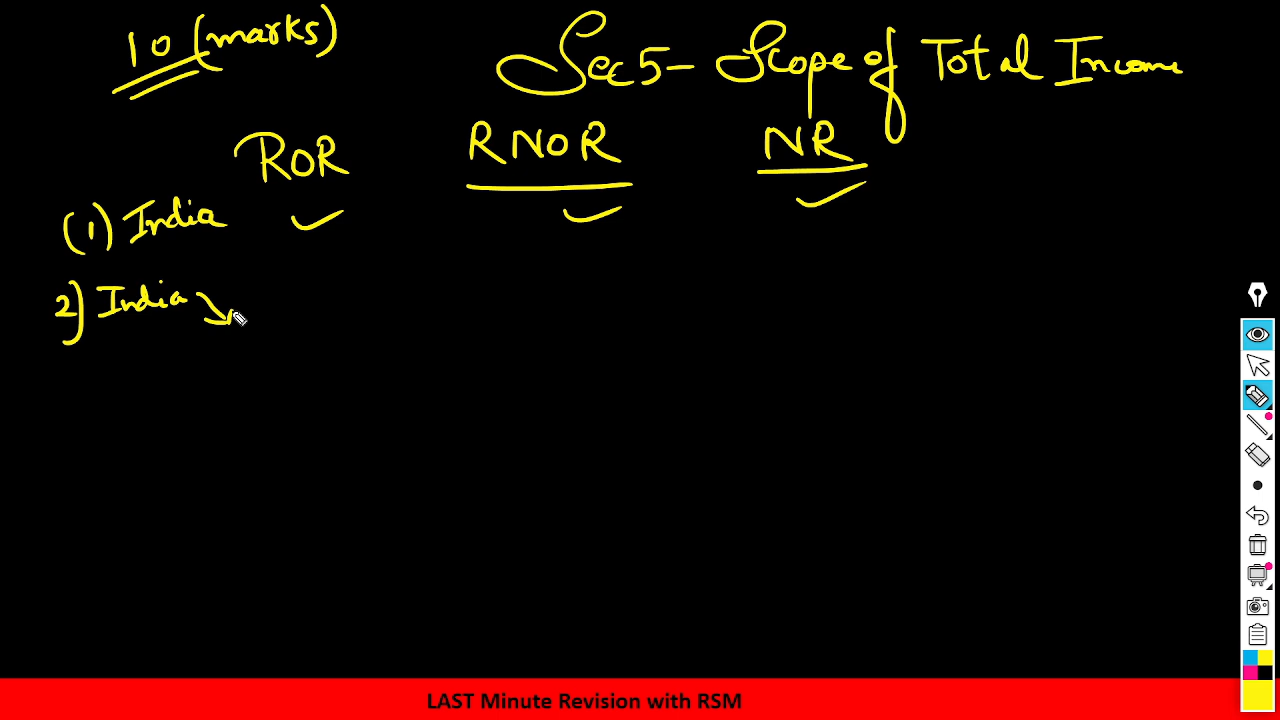 10 (marks)
Sec 5 - Scope of Total Income
ROR RNOR NR
(1) India
2) India
LAST Minute Revision with RSM